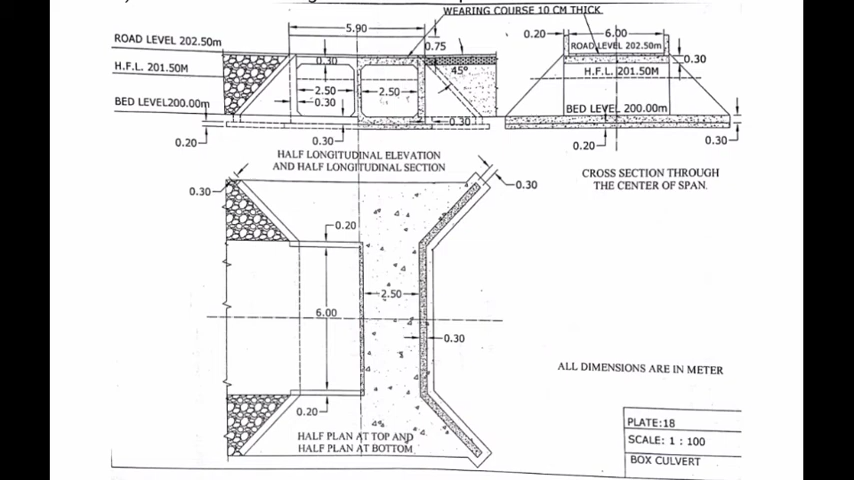 WEARING COURSE 10 CM THICK
5.90
0.20
6.00
ROAD LEVEL 202.50m
0.75
ROAD LEVEL 202.50m
0.30
0.30
H.F.L. 201.50M
45°
H.F.L. 201.50M
2.50
2.50
0.30
BED LEVEL200.00m
BED LEVEL 200.00m
0.30
0.20
0.30
0.20
0.30
HALF LONGITUDINAL ELEVATION
AND HALF LONGITUDINAL SECTION
CROSS SECTION THROUGH
THE CENTER OF SPAN.
0.30
0.30
0.20
2.50
6.00
0.30
ALL DIMENSIONS ARE IN METER
0.20
HALF PLAN AT TOP AND
HALF PLAN AT BOTTOM
PLATE:18
SCALE: 1 : 100
BOX CULVERT